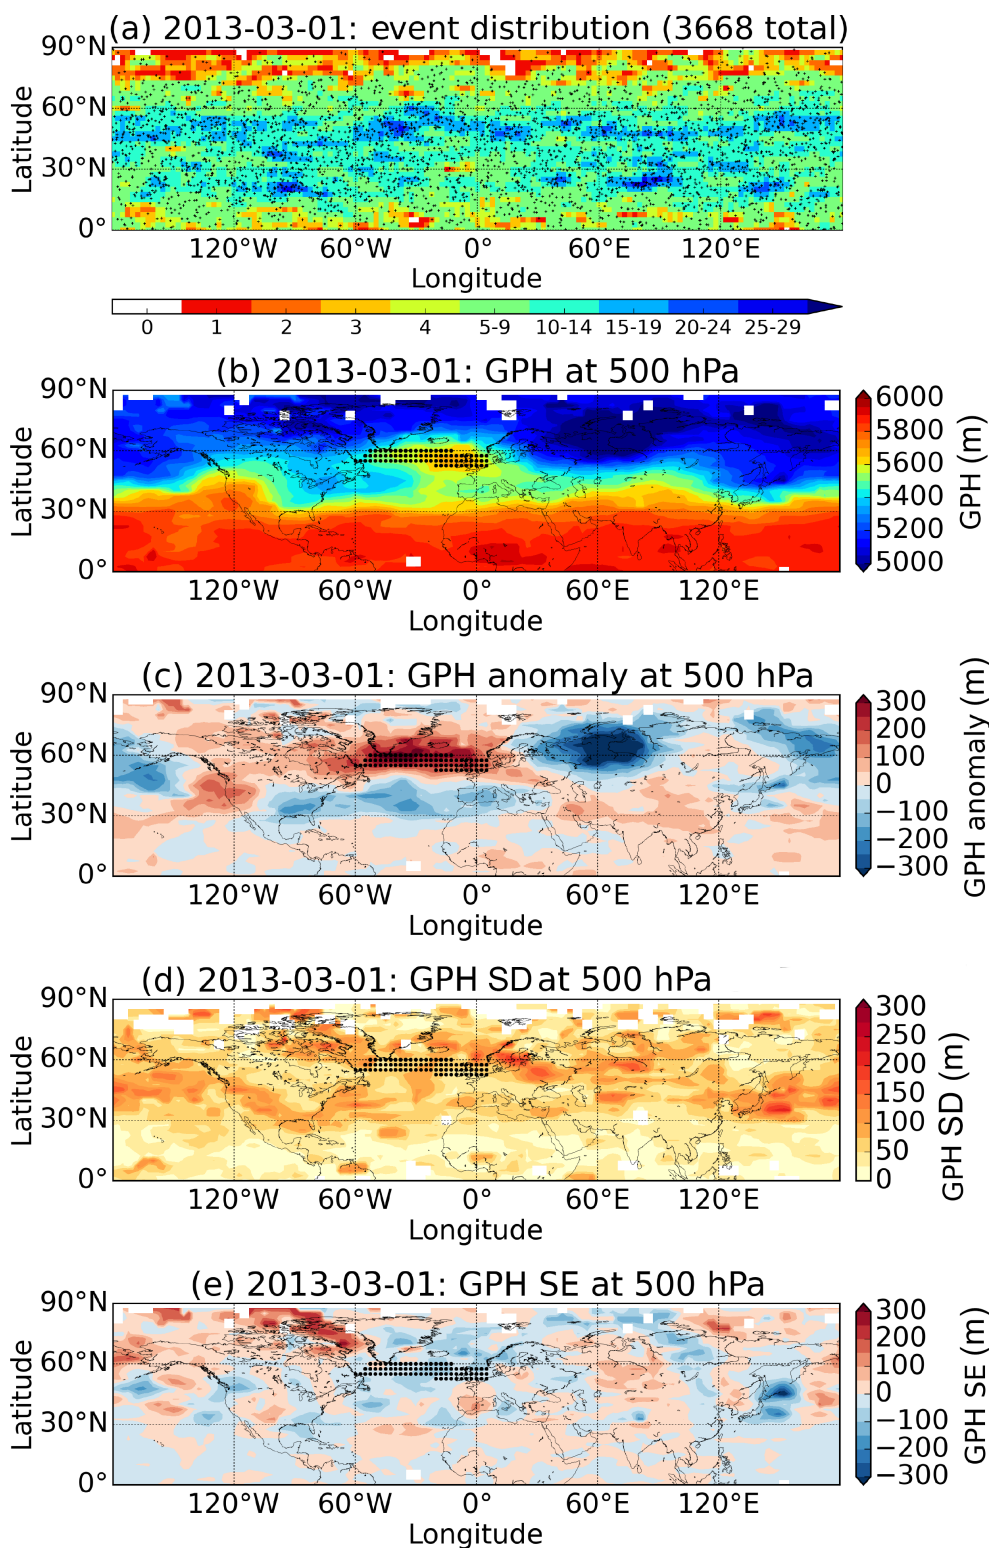 (a) 2013-03-01: event distribution (3668 total)
90°N
60°N
30°N
0°
Latitude
120°W 60°W 0° 60°E 120°E
Longitude
0 1 2 3 4 5-9 10-14 15-19 20-24 25-29
(b) 2013-03-01: GPH at 500 hPa
90°N
60°N
30°N
0°
Latitude
120°W 60°W 0° 60°E 120°E
Longitude
6000
5800
5600
5400
5200
5000
GPH (m)
(c) 2013-03-01: GPH anomaly at 500 hPa
90°N
60°N
30°N
0°
Latitude
120°W 60°W 0° 60°E 120°E
Longitude
300
200
100
0
−100
−200
−300
GPH anomaly (m)
(d) 2013-03-01: GPH SD at 500 hPa
90°N
60°N
30°N
0°
Latitude
120°W 60°W 0° 60°E 120°E
Longitude
300
250
200
150
100
50
0
GPH SD (m)
(e) 2013-03-01: GPH SE at 500 hPa
90°N
60°N
30°N
0°
Latitude
120°W 60°W 0° 60°E 120°E
Longitude
300
200
100
0
−100
−200
−300
GPH SE (m)